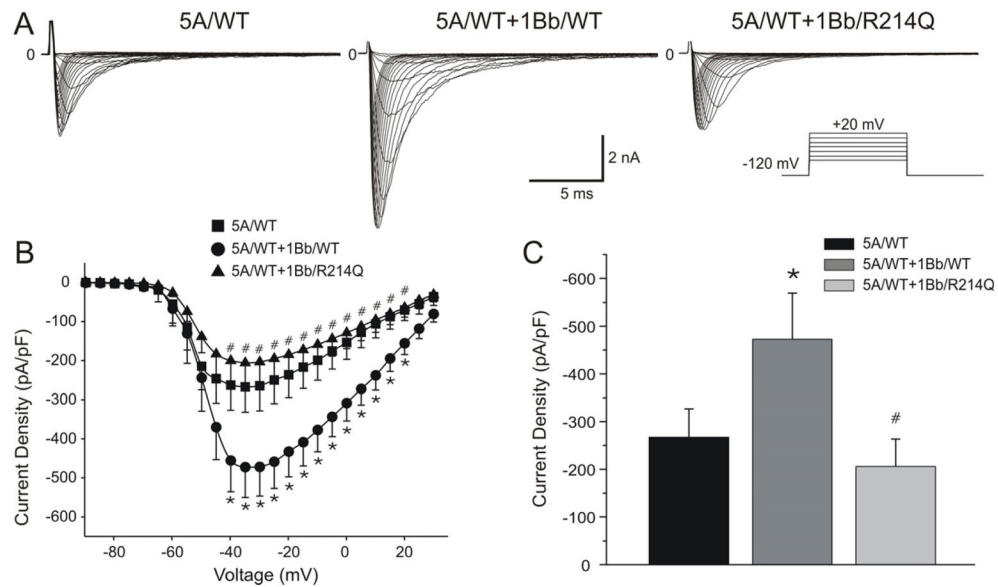 A
5A/WT
5A/WT+1Bb/WT
5A/WT+1Bb/R214Q
0
0
0
+20 mV
-120 mV
2 nA
5 ms
B
5A/WT
5A/WT+1Bb/WT
5A/WT+1Bb/R214Q
0
-100
-200
-300
-400
-500
-600
Current Density (pA/pF)
# # # # # # # # # # # # #
* * * * * * * * * * * * *
-80
-60
-40
-20
0
20
Voltage (mV)
C
5A/WT
5A/WT+1Bb/WT
5A/WT+1Bb/R214Q
-600
-500
-400
-300
-200
-100
0
Current Density (pA/pF)
*
#